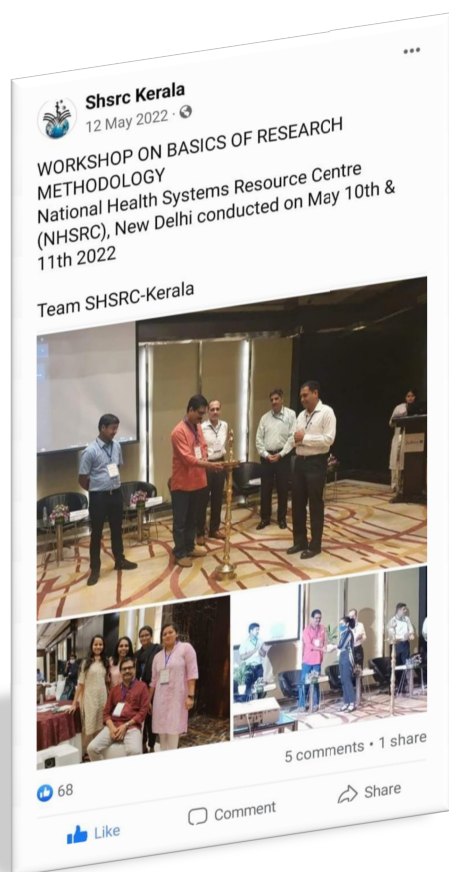 Shsrc Kerala
12 May 2022 ·
WORKSHOP ON BASICS OF RESEARCH
METHODOLOGY
National Health Systems Resource Centre
(NHSRC), New Delhi conducted on May 10th &
11th 2022
Team SHSRC-Kerala
5 comments • 1 share
68
Like
Comment
Share